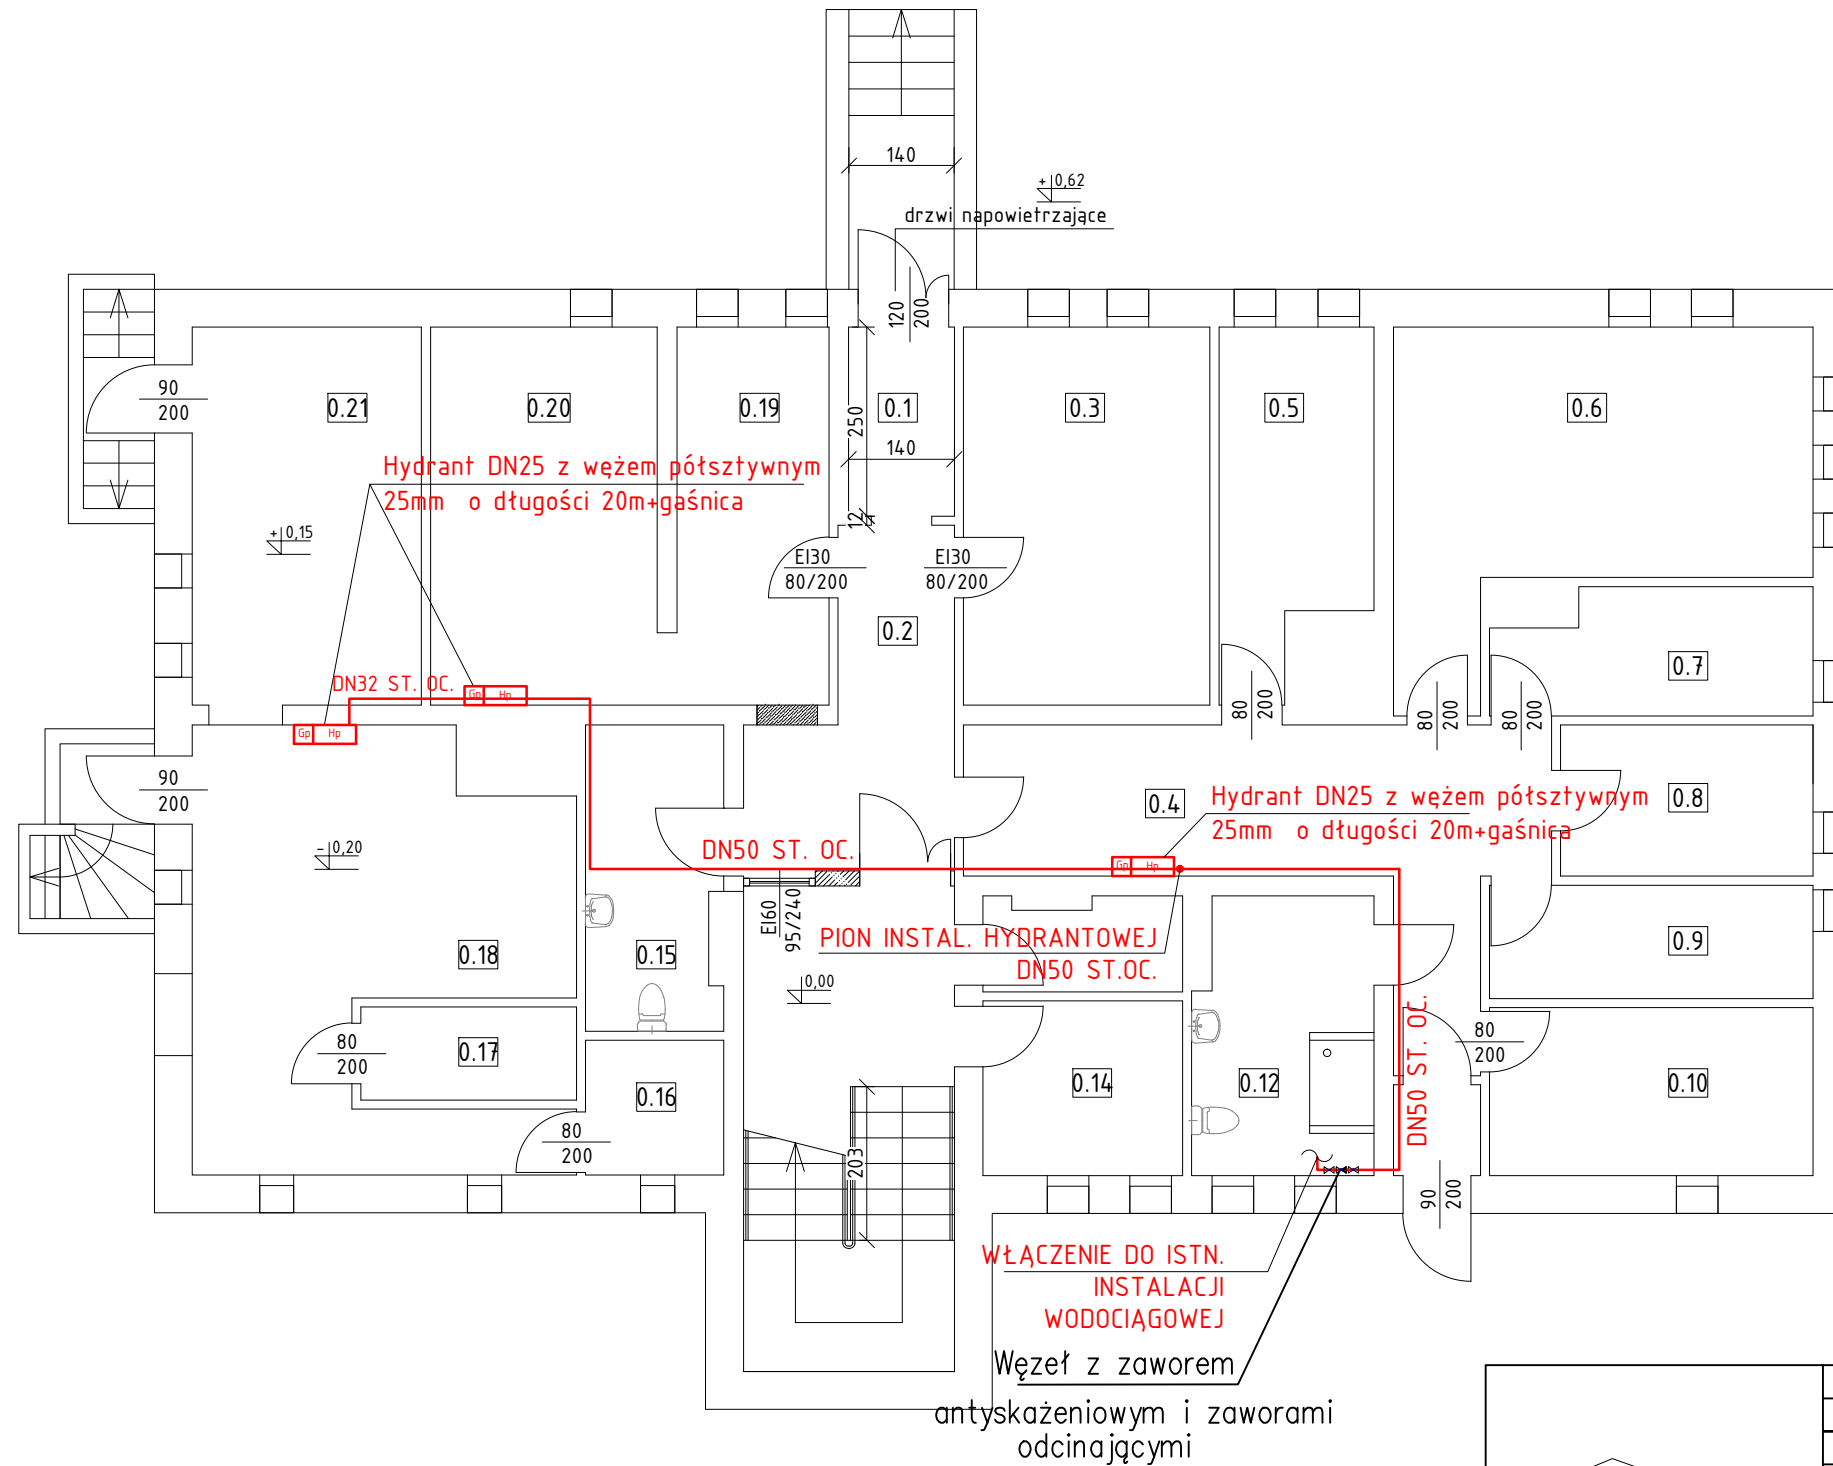 140
+0,62
drzwi napowietrzające
120
200
90
200
0.21
0.20
0.19
0.1
0.3
0.5
0.6
250
140
Hydrant DN25 z wężem półsztywnym
25mm o długości 20m+gaśnica
12
+0,15
EI30
80/200
EI30
80/200
0.2
0.7
DN32 ST. OC.
Gp
Hp
Gp
Hp
80
200
80
200
80
200
90
200
0.4
Hydrant DN25 z wężem półsztywnym
25mm o długości 20m+gaśnica
0.8
-0,20
DN50 ST. OC.
Gp
Hp
EI60
95/240
PION INSTAL. HYDRANTOWEJ
DN50 ST.OC.
0.18
0.15
0.9
0,00
80
200
0.17
0.16
0.14
0.12
DN50 ST. OC.
80
200
0.10
80
200
203
90
200
WŁĄCZENIE DO ISTN.
INSTALACJI
WODOCIĄGOWEJ
Węzeł z zaworem
antyskażeniowym i zaworami
odcinającymi